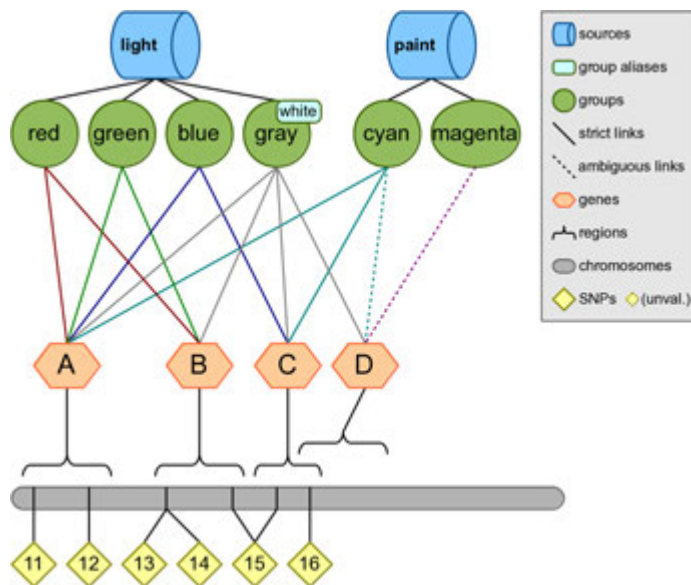 light
paint
red
green
blue
gray
white
cyan
magenta
A
B
C
D
11
12
13
14
15
16
sources
group aliases
groups
strict links
ambiguous links
genes
regions
chromosomes
SNPs (unval.)